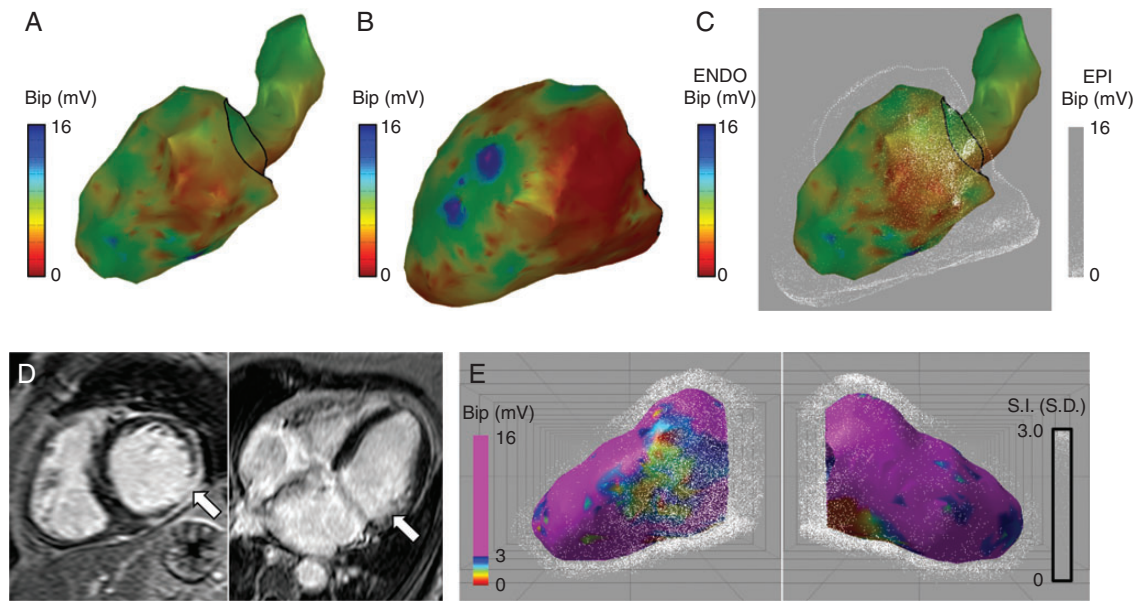 A
B
C
Bip (mV)
16
0
Bip (mV)
16
0
ENDO
Bip (mV)
16
0
EPI
Bip (mV)
16
0
D
E
Bip (mV)
16
3
0
S.I. (S.D.)
3.0
0